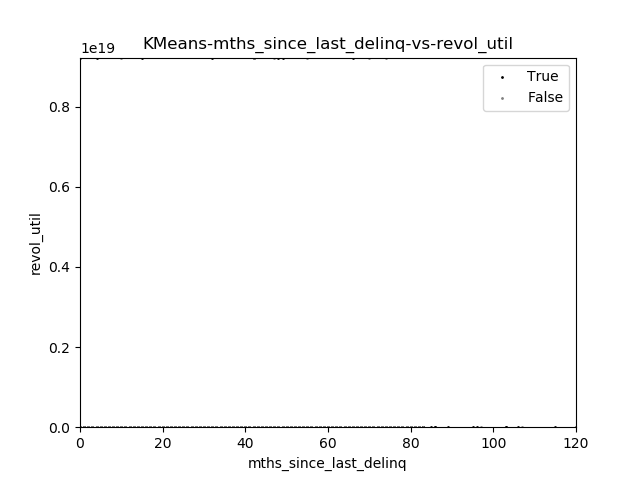 KMeans-mths_since_last_delinq-vs-revol_util
1e19
True
False
0.8
0.6
0.4
0.2
0.0
revol_util
0 20 40 60 80 100 120
mths_since_last_delinq